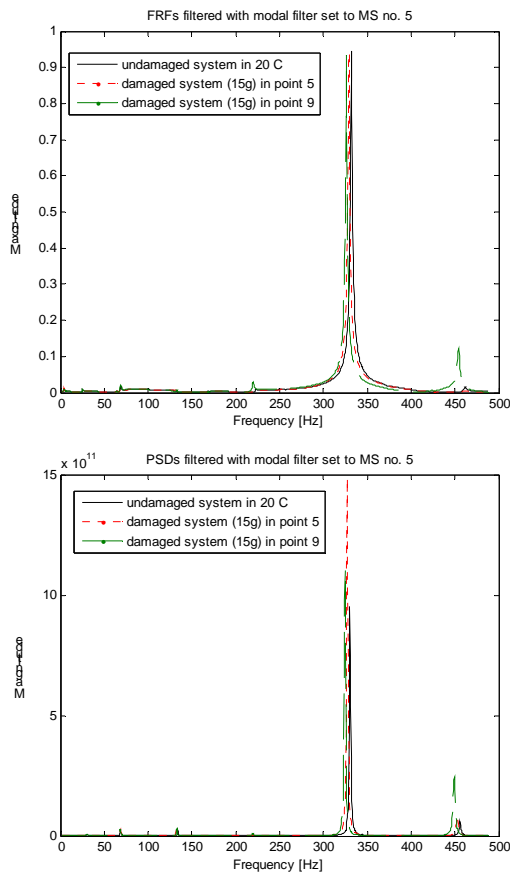 FRFs filtered with modal filter set to MS no. 5
1
0.9
0.8
0.7
0.6
0.5
0.4
0.3
0.2
0.1
0
Magnitude
undamaged system in 20 C
damaged system (15g) in point 5
damaged system (15g) in point 9
0 50 100 150 200 250 300 350 400 450 500
Frequency [Hz]
x 10^11
PSDs filtered with modal filter set to MS no. 5
15
10
5
0
Magnitude
undamaged system in 20 C
damaged system (15g) in point 5
damaged system (15g) in point 9
0 50 100 150 200 250 300 350 400 450 500
Frequency [Hz]